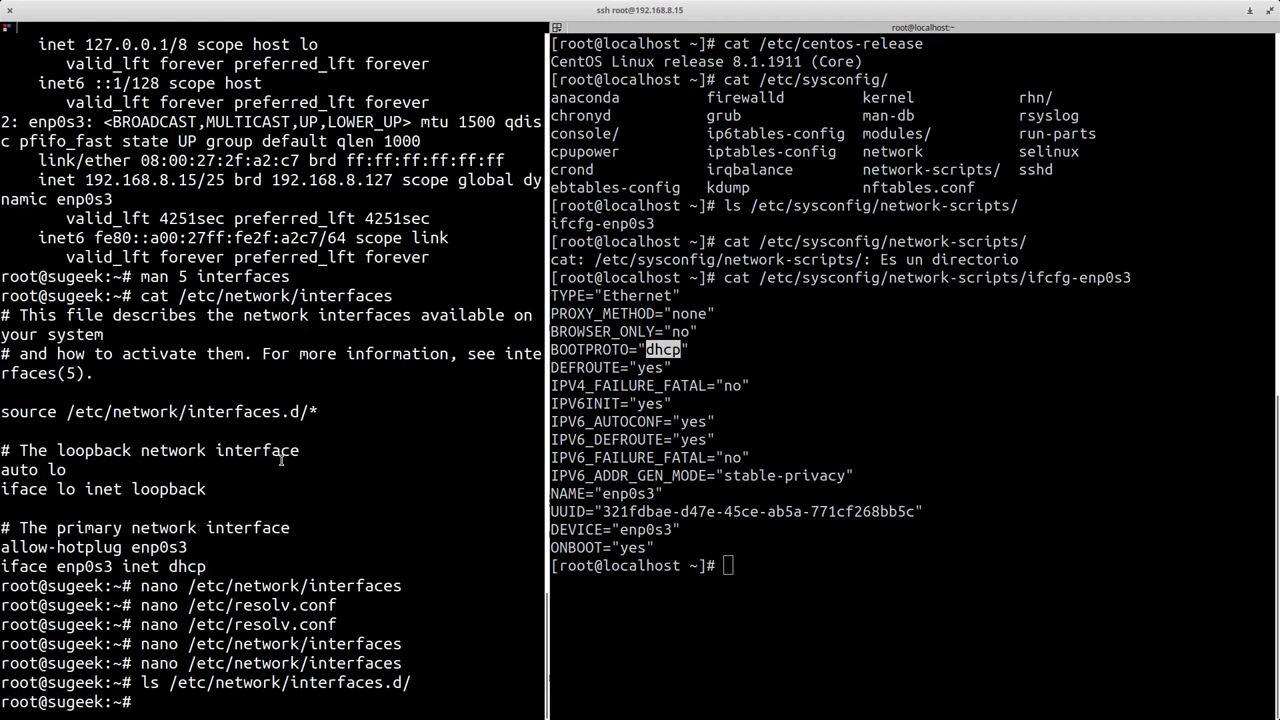 ssh root@192.168.8.15
root@localhost:~
    inet 127.0.0.1/8 scope host lo
       valid_lft forever preferred_lft forever
    inet6 ::1/128 scope host
       valid_lft forever preferred_lft forever
2: enp0s3: <BROADCAST,MULTICAST,UP,LOWER_UP> mtu 1500 qdis
c pfifo_fast state UP group default qlen 1000
    link/ether 08:00:27:2f:a2:c7 brd ff:ff:ff:ff:ff:ff
    inet 192.168.8.15/25 brd 192.168.8.127 scope global dy
namic enp0s3
       valid_lft 4251sec preferred_lft 4251sec
    inet6 fe80::a00:27ff:fe2f:a2c7/64 scope link
       valid_lft forever preferred_lft forever
root@sugeek:~# man 5 interfaces
root@sugeek:~# cat /etc/network/interfaces
# This file describes the network interfaces available on
your system
# and how to activate them. For more information, see inte
rfaces(5).
source /etc/network/interfaces.d/*
# The loopback network interface
auto lo
iface lo inet loopback
# The primary network interface
allow-hotplug enp0s3
iface enp0s3 inet dhcp
root@sugeek:~# nano /etc/network/interfaces
root@sugeek:~# nano /etc/resolv.conf
root@sugeek:~# nano /etc/resolv.conf
root@sugeek:~# nano /etc/network/interfaces
root@sugeek:~# nano /etc/network/interfaces
root@sugeek:~# ls /etc/network/interfaces.d/
root@sugeek:~#
[root@localhost ~]# cat /etc/centos-release
CentOS Linux release 8.1.1911 (Core)
[root@localhost ~]# cat /etc/sysconfig/
anaconda         firewalld        kernel           rhn/
chronyd          grub             man-db           rsyslog
console/         ip6tables-config modules/         run-parts
cpupower         iptables-config  network          selinux
crond            irqbalance       network-scripts/ sshd
ebtables-config  kdump            nftables.conf
[root@localhost ~]# ls /etc/sysconfig/network-scripts/
ifcfg-enp0s3
[root@localhost ~]# cat /etc/sysconfig/network-scripts/
cat: /etc/sysconfig/network-scripts/: Es un directorio
[root@localhost ~]# cat /etc/sysconfig/network-scripts/ifcfg-enp0s3
TYPE="Ethernet"
PROXY_METHOD="none"
BROWSER_ONLY="no"
BOOTPROTO="dhcp"
DEFROUTE="yes"
IPV4_FAILURE_FATAL="no"
IPV6INIT="yes"
IPV6_AUTOCONF="yes"
IPV6_DEFROUTE="yes"
IPV6_FAILURE_FATAL="no"
IPV6_ADDR_GEN_MODE="stable-privacy"
NAME="enp0s3"
UUID="321fdbae-d47e-45ce-ab5a-771cf268bb5c"
DEVICE="enp0s3"
ONBOOT="yes"
[root@localhost ~]#